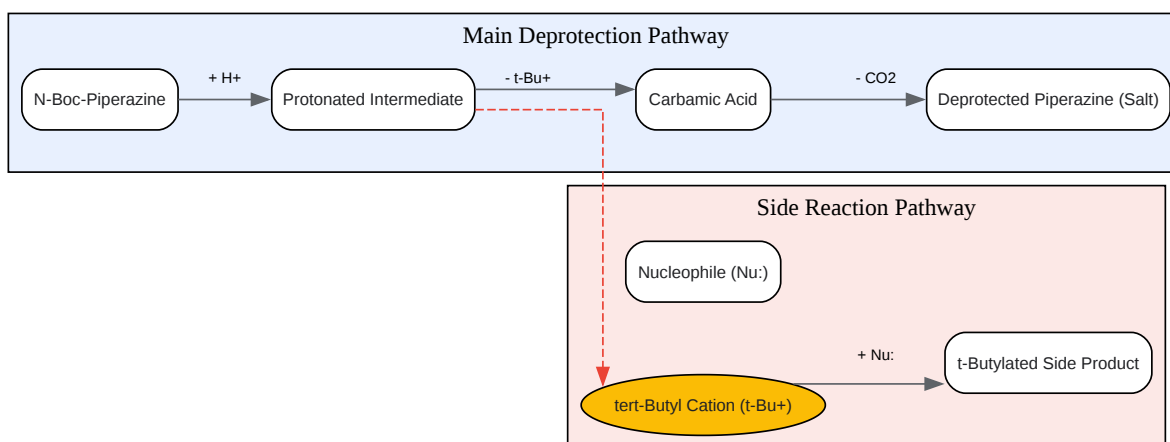 Main Deprotection Pathway
N-Boc-Piperazine
+ H+
Protonated Intermediate
- t-Bu+
Carbamic Acid
- CO2
Deprotected Piperazine (Salt)
Side Reaction Pathway
Nucleophile (Nu:)
tert-Butyl Cation (t-Bu+)
+ Nu:
t-Butylated Side Product